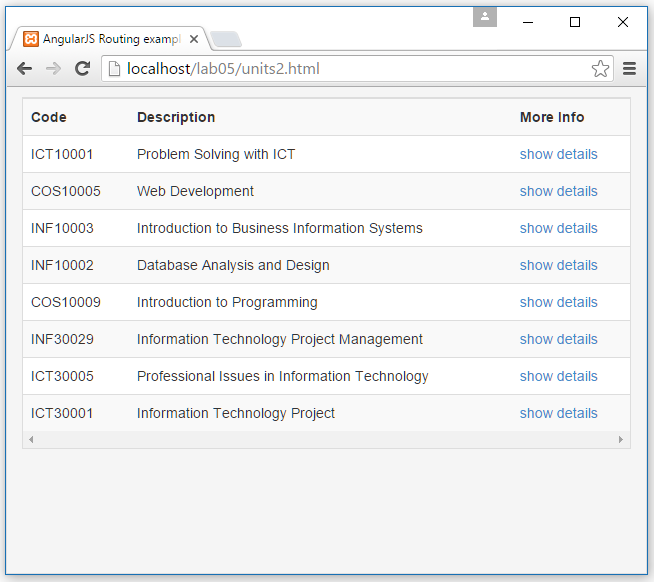 AngularJS Routing exampl
localhost/lab05/units2.html
Code Description More Info
ICT10001 Problem Solving with ICT show details
COS10005 Web Development show details
INF10003 Introduction to Business Information Systems show details
INF10002 Database Analysis and Design show details
COS10009 Introduction to Programming show details
INF30029 Information Technology Project Management show details
ICT30005 Professional Issues in Information Technology show details
ICT30001 Information Technology Project show details